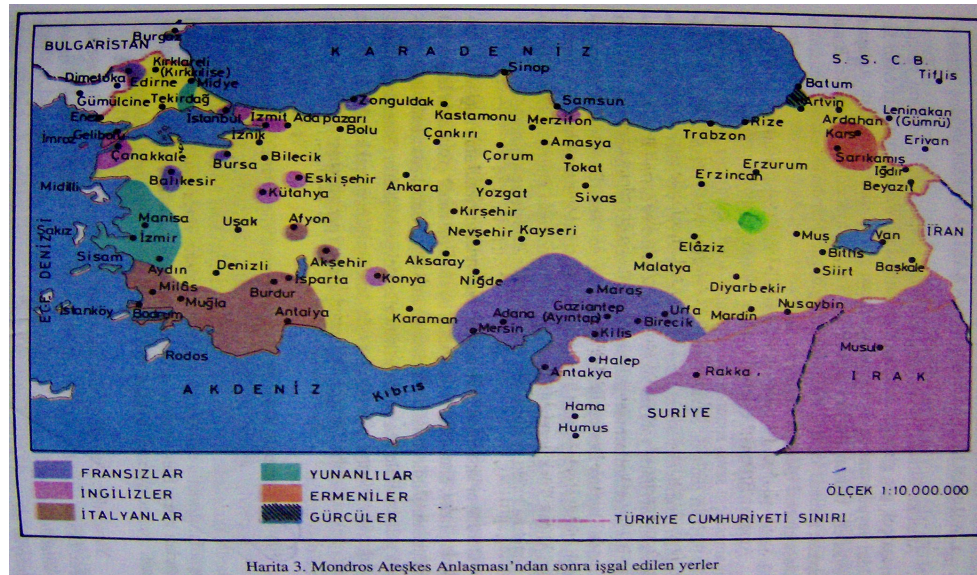 BULGARİSTAN
Burgaz
KARADENİZ
S. S. C. B.
Tiflis
Kırklareli
(Kırkkilise)
Dimetoka
Edirne
Midye
Gümülcine
Tekirdağ
Enez
İstanbul
İzmit
Adapazarı
Zonguldak
Kastamonu
Sinop
Samsun
Merzifon
Batum
Artvin
Ardahan
Leninakan
(Gümrü)
Kars
Erivan
Sarıkamış
Iğdır
Beyazıt
Trabzon
Rize
İmroz
Gelibolu
Çanakkale
İznik
Bolu
Çankırı
Çorum
Amasya
Tokat
Bursa
Bilecik
Balıkesir
Eskişehir
Kütahya
Ankara
Yozgat
Sivas
Erzincan
Erzurum
Midilli
Manisa
Uşak
Afyon
Kırşehir
Nevşehir
Kayseri
Elâziz
Muş
Van
Bitlis
İRAN
Sakız
İzmir
EGE DENİZİ
Sisam
Aydın
Denizli
Akşehir
Aksaray
Niğde
Malatya
Siirt
Başkale
Milâs
Muğla
Burdur
Isparta
Konya
Maraş
Diyarbekir
İstanköy
Bodrum
Antalya
Karaman
Adana
Mersin
Gaziantep
(Ayıntap)
Urfa
Birecik
Mardin
Nusaybin
Kilis
Rodos
AKDENİZ
Kıbrıs
Antakya
Halep
Rakka
Musul
IRAK
Hama
Humus
SURİYE
FRANSIZLAR
İNGİLİZLER
İTALYANLAR
YUNANLILAR
ERMENİLER
GÜRCÜLER
TÜRKİYE CUMHURİYETİ SINIRI
ÖLÇEK 1:10.000.000
Harita 3. Mondros Ateşkes Anlaşması'ndan sonra işgal edilen yerler